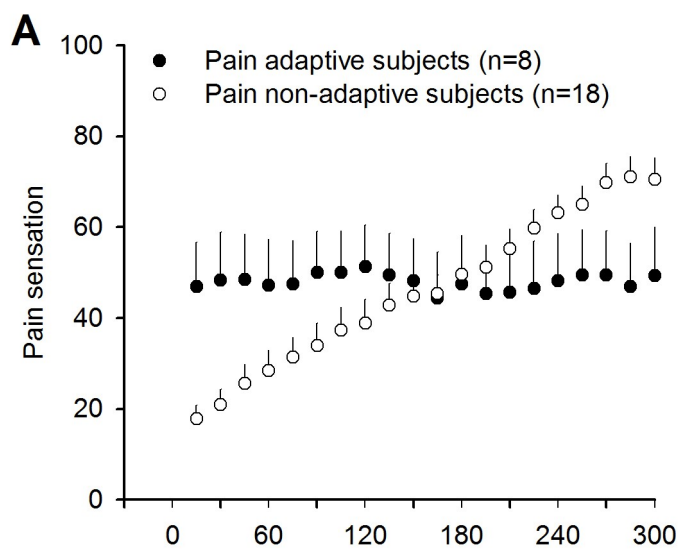 A
100
Pain adaptive subjects (n=8)
Pain non-adaptive subjects (n=18)
80
60
Pain sensation
40
20
0
0 60 120 180 240 300